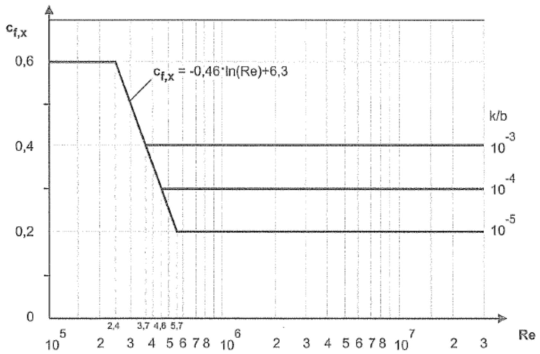 c f,x
c f,x = -0,46*ln(Re)+6,3
0,6
k/b
0,4
10 -3
10 -4
0,2
10 -5
0
2,4 3,7 4,6 5,7
10 5 2 3 4 5 6 7 8 10 6 2 3 4 5 6 7 8 10 7 2 3 Re